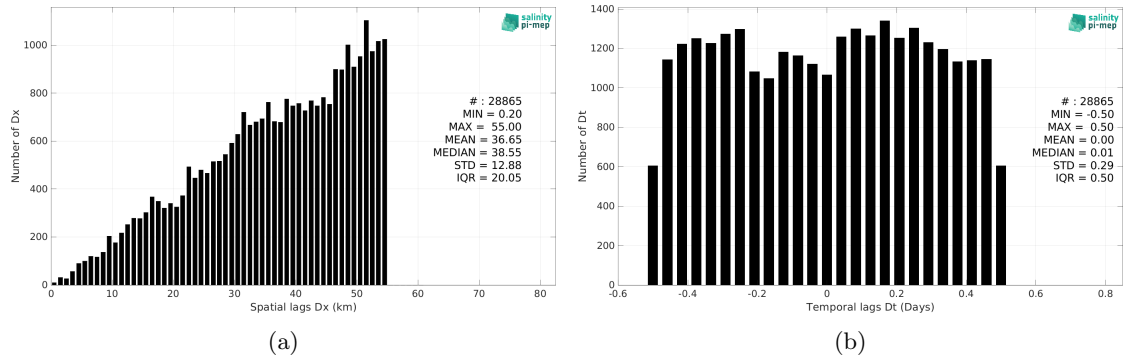 salinity
pi-mep
Number of Dx
1000
800
600
400
200
0
# : 28865
MIN = 0.20
MAX = 55.00
MEAN = 36.65
MEDIAN = 38.55
STD = 12.88
IQR = 20.05
0 10 20 30 40 50 60 70 80
Spatial lags Dx (km)
(a)
salinity
pi-mep
Number of Dt
1400
1200
1000
800
600
400
200
0
# : 28865
MIN = -0.50
MAX = 0.50
MEAN = 0.00
MEDIAN = 0.01
STD = 0.29
IQR = 0.50
-0.6 -0.4 -0.2 0 0.2 0.4 0.6 0.8
Temporal lags Dt (Days)
(b)